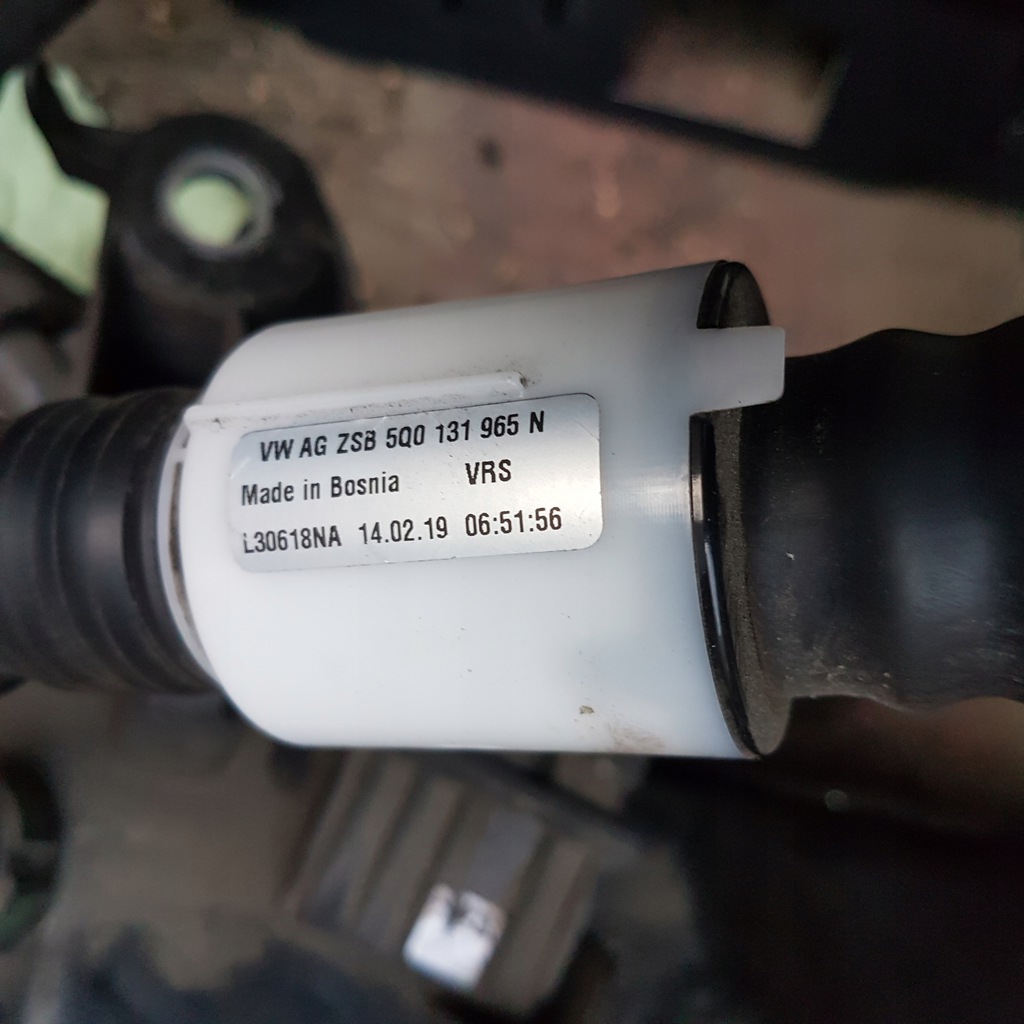 VW AG ZSB 5Q0 131 965 N
Made in Bosnia VRS
L30618NA 14.02.19 06:51:56